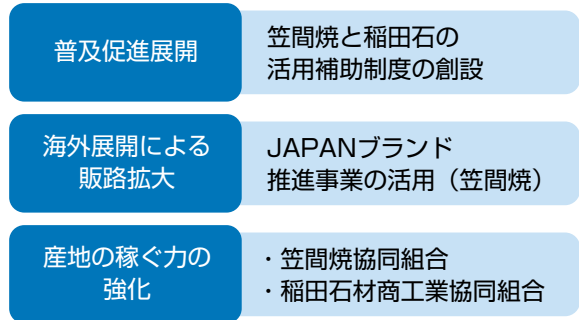 普及促進展開
笠間焼と稲田石の
活用補助制度の創設
海外展開による
販路拡大
JAPANブランド
推進事業の活用（笠間焼）
産地の稼ぐ力の
強化
・笠間焼協同組合
・稲田石材商工業協同組合